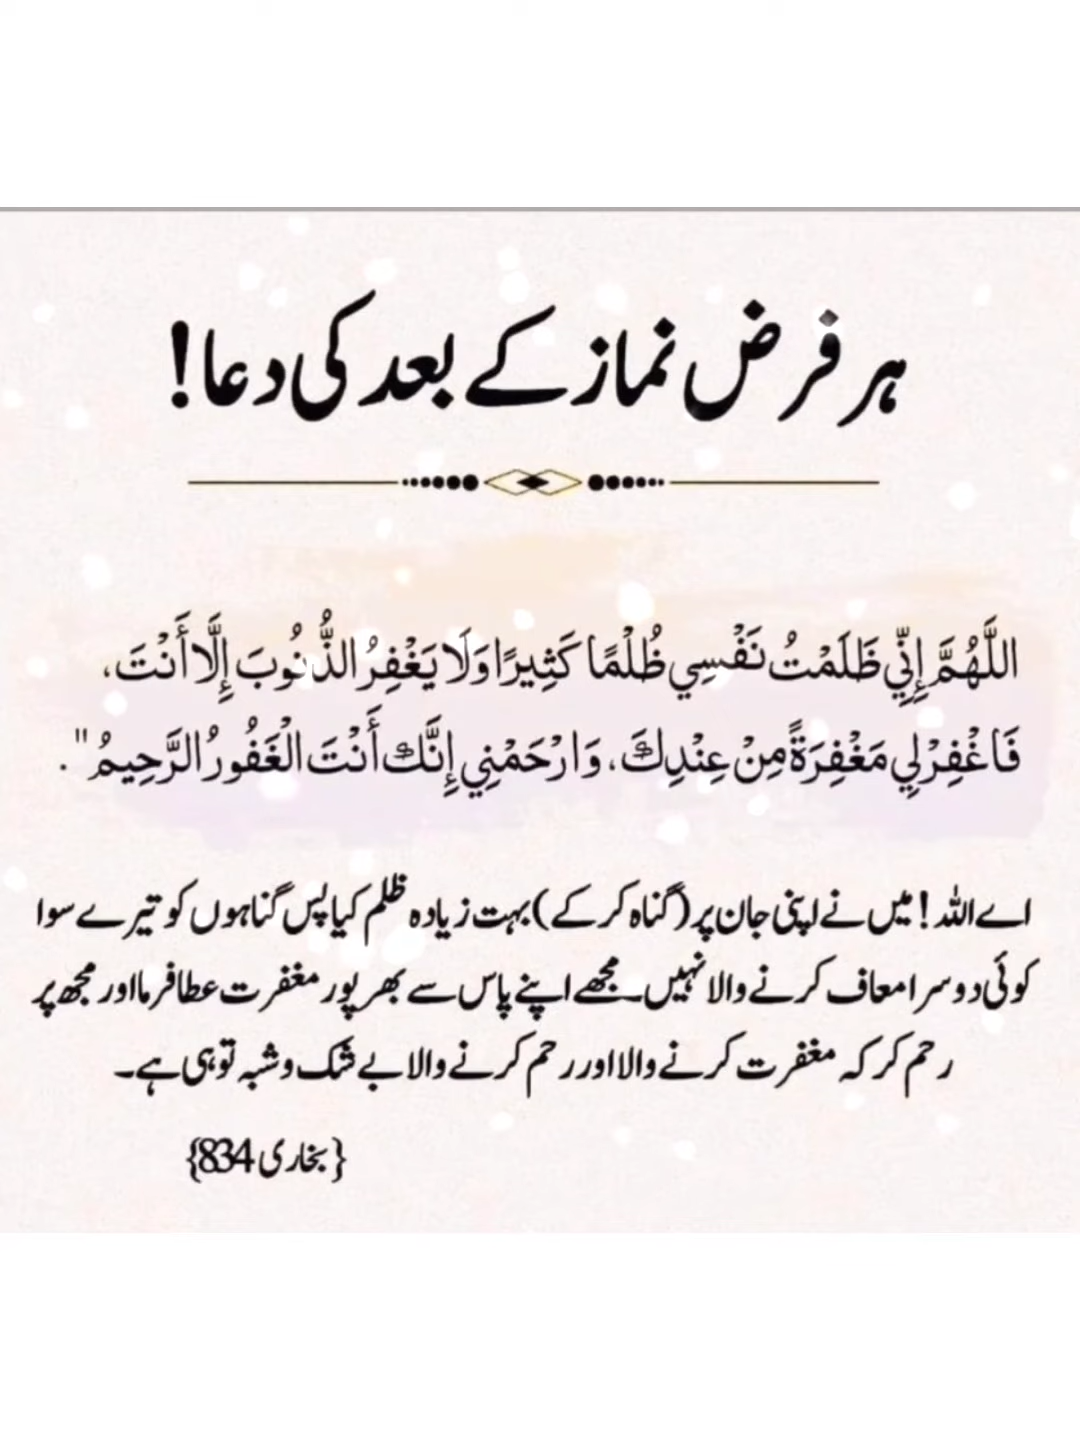 ہر فرض نماز کے بعد کی دعا!
اللَّهُمَّ إِنِّي ظَلَمْتُ نَفْسِي ظُلْمًا كَثِيرًا وَلَا يَغْفِرُ الذُّنُوبَ إِلَّا أَنْتَ،
فَاغْفِرْ لِي مَغْفِرَةً مِنْ عِنْدِكَ، وَارْحَمْنِي إِنَّكَ أَنْتَ الْغَفُورُ الرَّحِيمُ".
اے اللہ! میں نے اپنی جان پر (گناہ کر کے) بہت زیادہ ظلم کیا پس گناہوں کو تیرے سوا
کوئی دوسرا معاف کرنے والا نہیں۔ مجھے اپنے پاس سے بھرپور مغفرت عطا فرما اور مجھ پر
رحم کر کہ مغفرت کرنے والا اور رحم کرنے والا بے شک و شبہ تو ہی ہے۔
{بخاری 834}